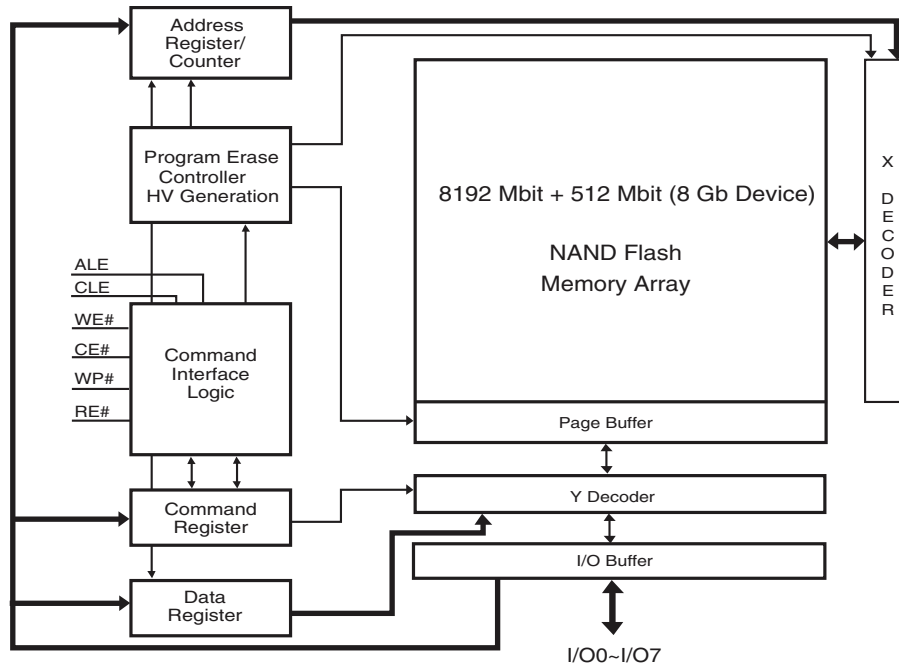 Address
Register/
Counter
Program Erase
Controller
HV Generation
ALE
CLE
WE#
CE#
WP#
RE#
Command
Interface
Logic
Command
Register
Data
Register
8192 Mbit + 512 Mbit (8 Gb Device)
NAND Flash
Memory Array
Page Buffer
Y Decoder
I/O Buffer
I/O0~I/O7
X
D
E
C
O
D
E
R